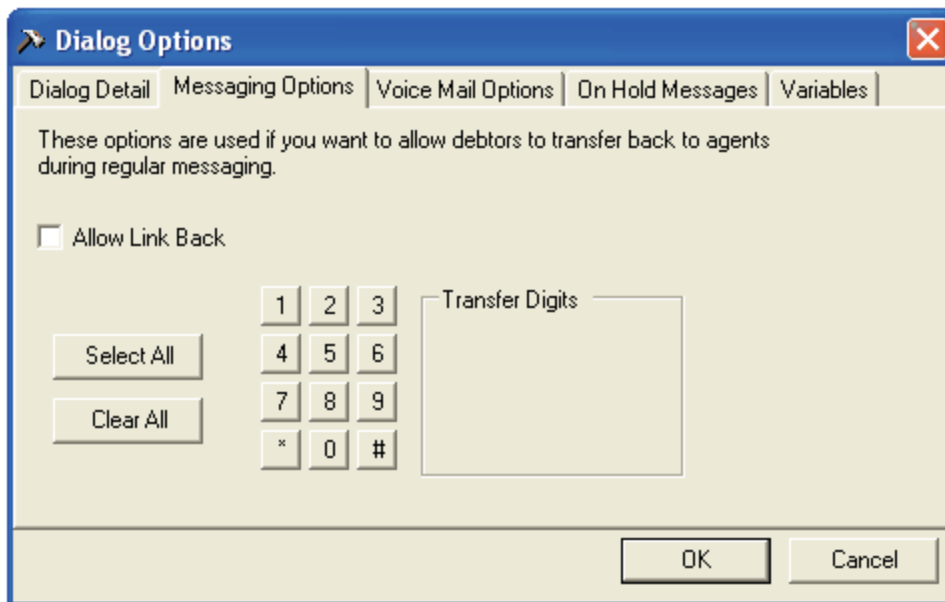 Dialog Options
Dialog Detail Messaging Options Voice Mail Options On Hold Messages Variables
These options are used if you want to allow debtors to transfer back to agents
during regular messaging.
Allow Link Back
Select All
Clear All
1 2 3
4 5 6
7 8 9
* 0 #
Transfer Digits
OK Cancel